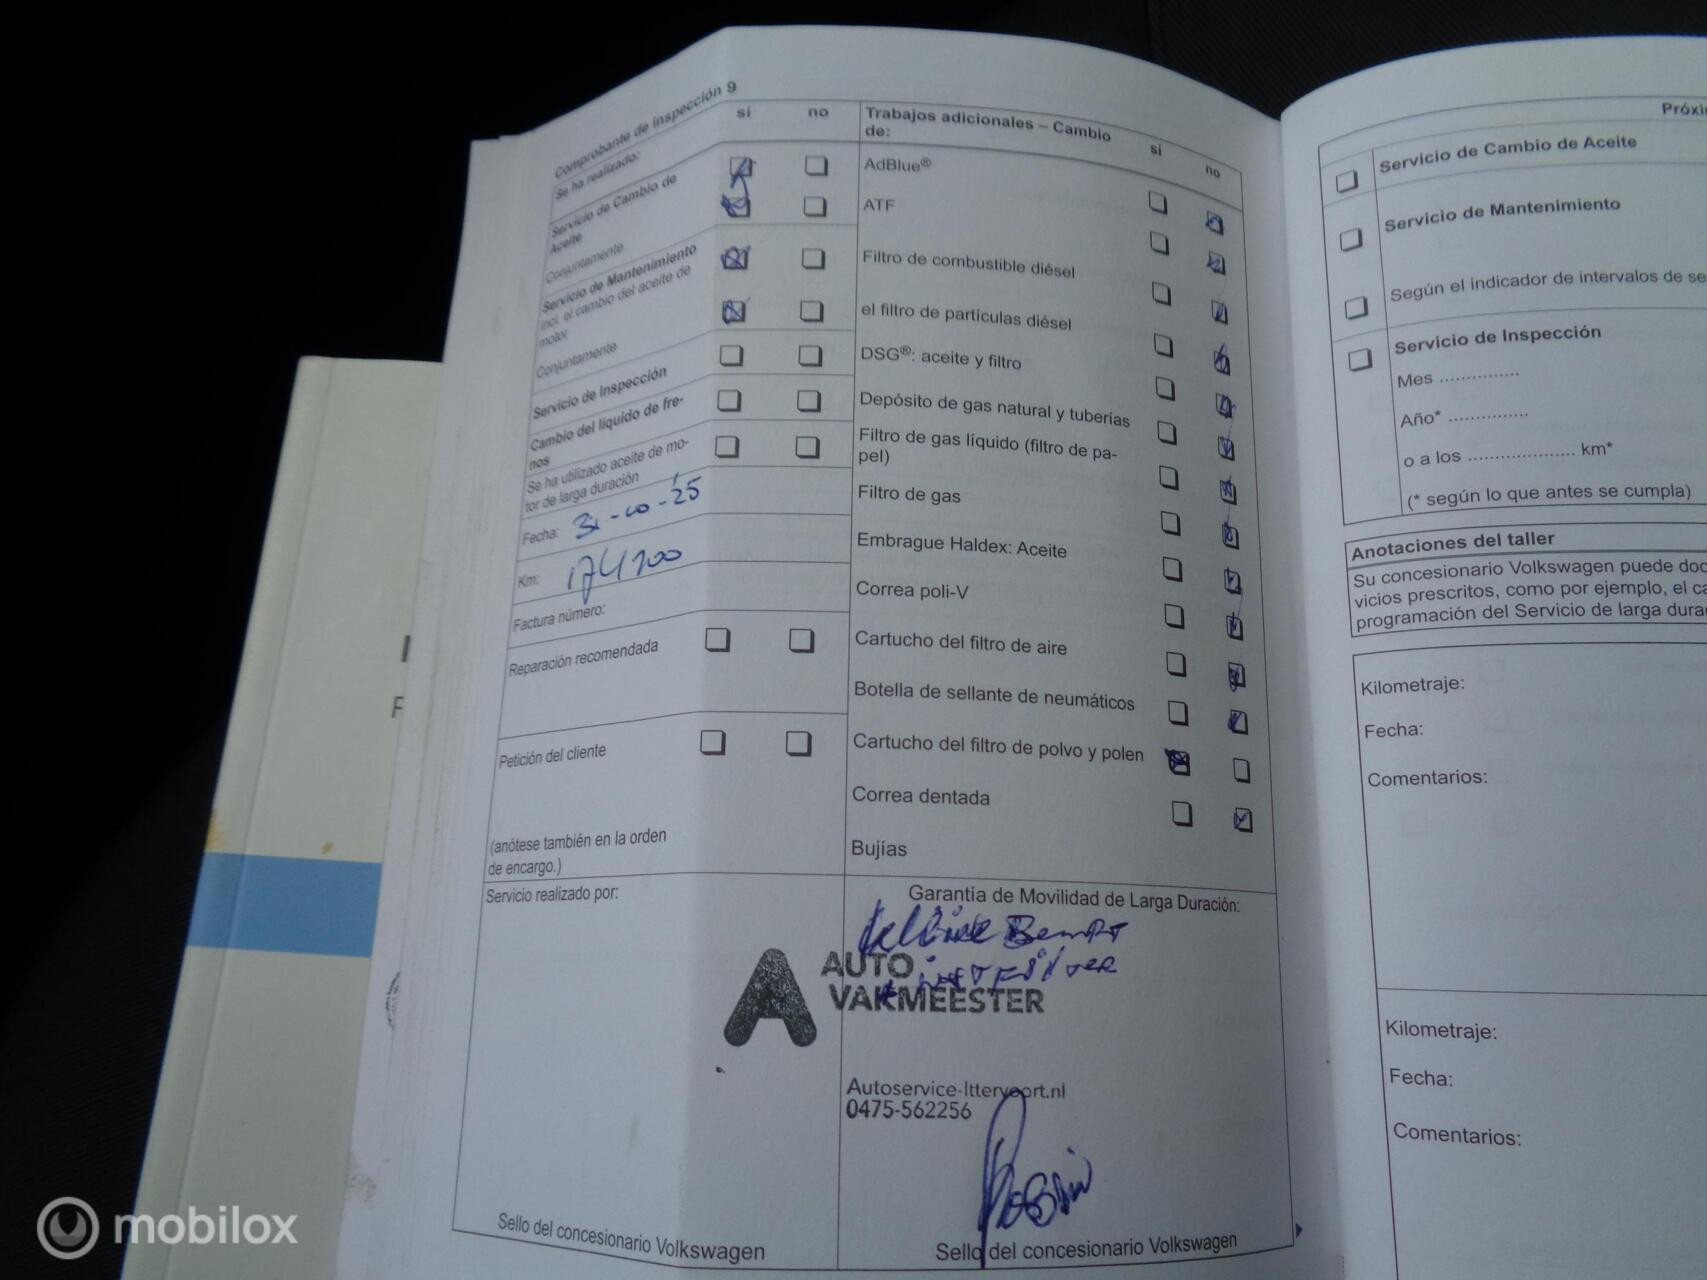 Comprobante de inspección 9
Se ha realizado:
sí no
Servicio de Cambio de
Aceite
Conjuntamente
Servicio de Mantenimiento
incl. el cambio del aceite de
motor
Conjuntamente
Servicio de Inspección
Cambio del líquido de fre-
nos
Se ha utilizado aceite de mo-
tor de larga duración
Fecha: 31-10-25
Km:
Factura número:
Reparación recomendada
Petición del cliente
(anótese también en la orden
de encargo.)
Trabajos adicionales – Cambio
de:
sí no
AdBlue®
ATF
Filtro de combustible diésel
el filtro de partículas diésel
DSG®: aceite y filtro
Depósito de gas natural y tuberías
Filtro de gas líquido (filtro de pa-
pel)
Filtro de gas
Embrague Haldex: Aceite
Correa poli-V
Cartucho del filtro de aire
Botella de sellante de neumáticos
Cartucho del filtro de polvo y polen
Correa dentada
Bujías
Servicio realizado por:
Garantía de Movilidad de Larga Duración:
AUTO
VAKMEESTER
Autoservice-Ittervoort.nl
0475-562256
Sello del concesionario Volkswagen
Sello del concesionario Volkswagen
Próxi
Servicio de Cambio de Aceite
Servicio de Mantenimiento
Según el indicador de intervalos de se
Servicio de Inspección
Mes ...............
Año* ...............
o a los .................... km*
(* según lo que antes se cumpla)
Anotaciones del taller
Su concesionario Volkswagen puede doc
vicios prescritos, como por ejemplo, el ca
programación del Servicio de larga dura
Kilometraje:
Fecha:
Comentarios:
Kilometraje:
Fecha:
Comentarios:
mobilox